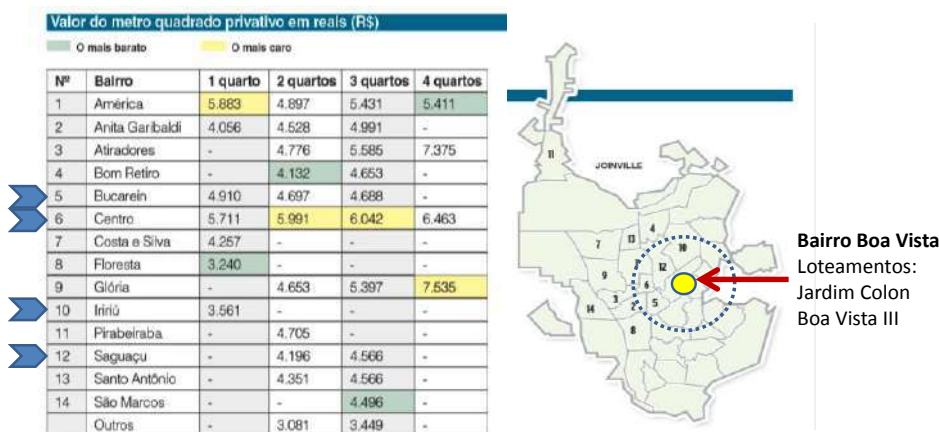 Valor do metro quadrado privativo em reais (R$)
O mais barato O mais caro
Nº Bairro 1 quarto 2 quartos 3 quartos 4 quartos
1 América 5.883 4.897 5.431 5.411
2 Anita Garibaldi 4.056 4.528 4.991 -
3 Atiradores - 4.776 5.585 7.375
4 Bom Retiro - 4.132 4.653 -
5 Bucarein 4.910 4.697 4.688 -
6 Centro 5.711 5.991 6.042 6.463
7 Costa e Silva 4.257 - - -
8 Floresta 3.240 - - -
9 Glória - 4.653 5.397 7.535
10 Iririú 3.561 - - -
11 Pirabeiraba - 4.705 - -
12 Saguaçu - 4.196 4.566 -
13 Santo Antônio - 4.351 4.566 -
14 São Marcos - - 4.496 -
Outros - 3.081 3.449 -
JOINVILLE
11
4
13
7
10
12
9
6
3
2
5
14
8
Bairro Boa Vista
Loteamentos:
Jardim Colon
Boa Vista III